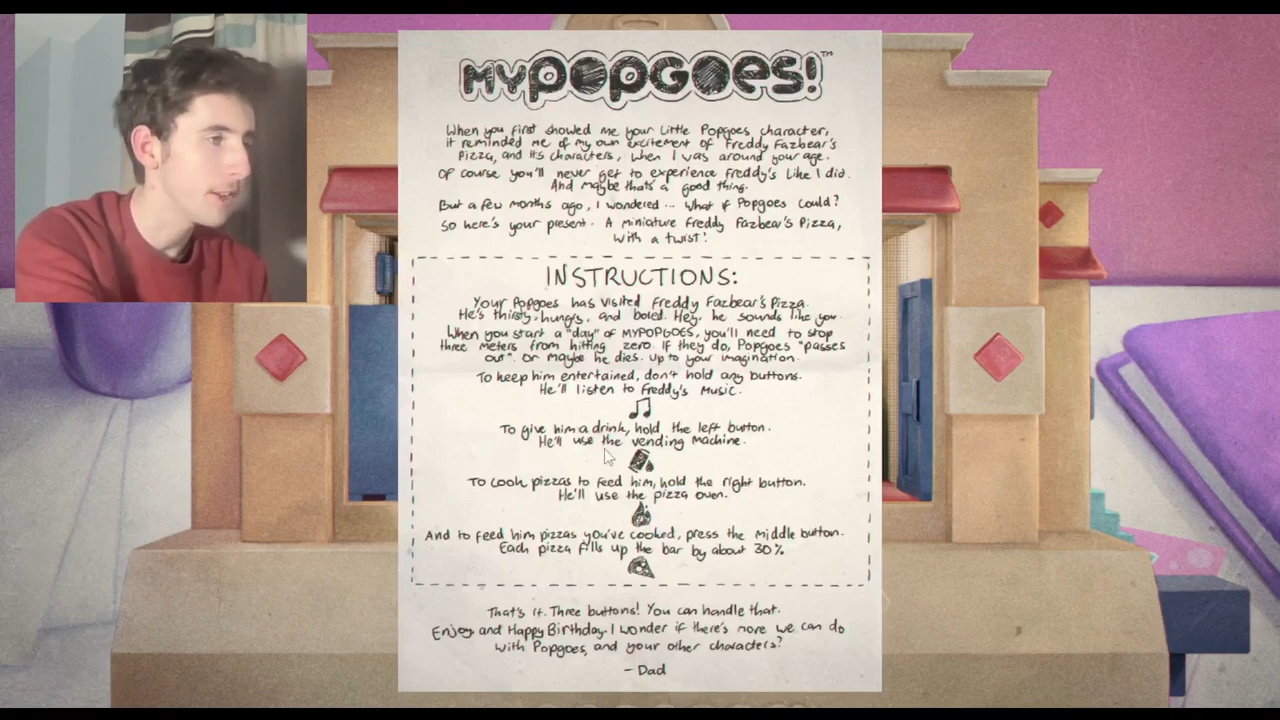 MYPOPGOES!™
When you first showed me your little Popgoes character,
it reminded me of my own excitement of Freddy Fazbear's
Pizza, and its characters, when I was around your age.
Of course you'll never get to experience Freddy's like I did.
And maybe that's a good thing.
But a few months ago, I wondered... what if Popgoes could?
So here's your present. A miniature Freddy Fazbear's Pizza,
with a twist!
INSTRUCTIONS:
Your Popgoes has visited Freddy Fazbear's Pizza.
He's thirsty, hungry, and bored. Hey, he sounds like you.
When you start a "day" of MYPOPGOES, you'll need to stop
three meters from hitting zero. If they do, Popgoes "passes
out". Or maybe he dies. Up to your imagination.
To keep him entertained, don't hold any buttons.
He'll listen to Freddy's Music.
To give him a drink, hold the left button.
He'll use the vending machine.
To cook pizzas to feed him, hold the right button.
He'll use the pizza oven.
And to feed him pizzas you've cooked, press the middle button.
Each pizza fills up the bar by about 30%
That's it. Three buttons! You can handle that.
Enjoy, and Happy Birthday. I wonder if there's more we can do
with Popgoes, and your other characters?
- Dad